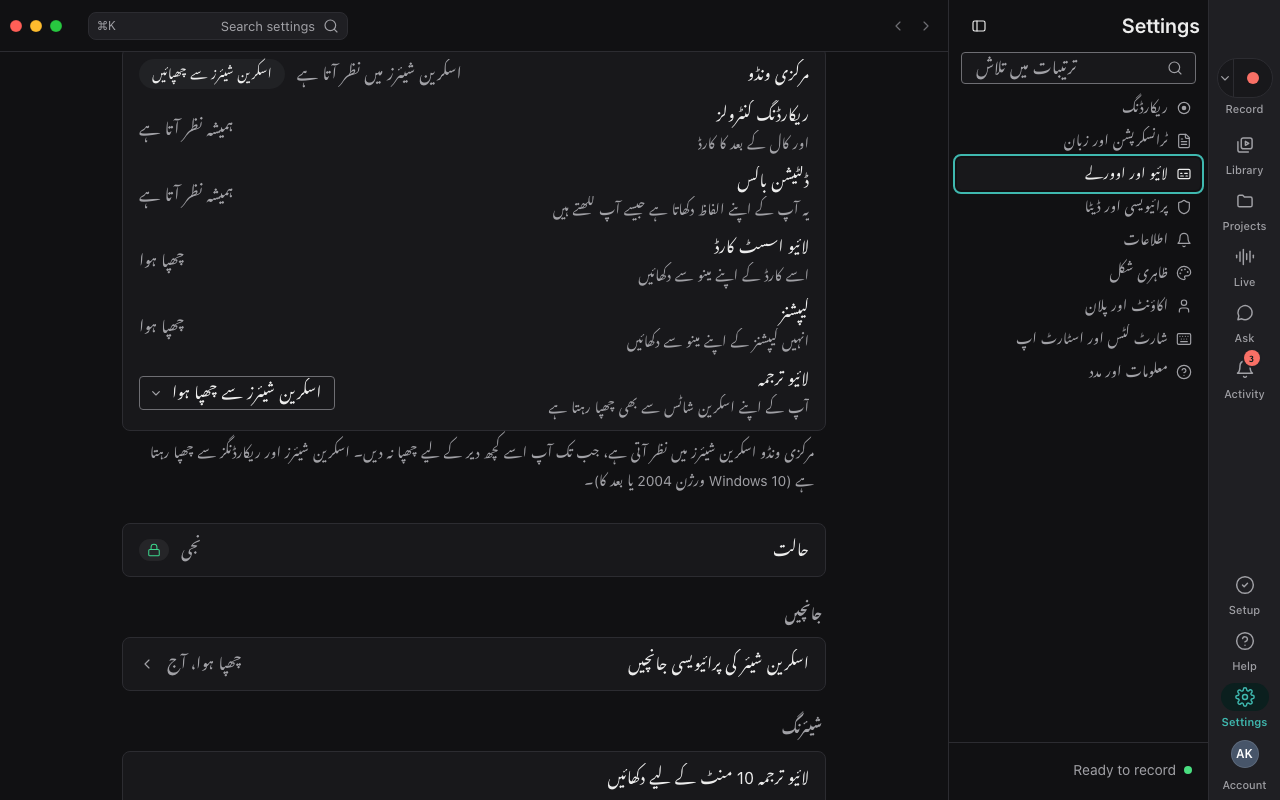 Settings
Search settings
⌘K
ترتیبات میں تلاش
ریکارڈنگ
ٹرانسکرپشن اور زبان
لائیو اور اوورلے
پرائیویسی اور ڈیٹا
اطلاعات
ظاہری شکل
اکاؤنٹ اور پلان
شارٹ کٹس اور اسٹارٹ اپ
معلومات اور مدد
Ready to record
Record
Library
Projects
Live
Ask
3
Activity
Setup
Help
Settings
AK
Account
مرکزی ونڈو
اسکرین شیئرز میں نظر آتا ہے
اسکرین شیئرز سے چھپائیں
ریکارڈنگ کنٹرولز
اور کال کے بعد کا کارڈ
ہمیشہ نظر آتا ہے
ڈکٹیشن باکس
یہ آپ کے اپنے الفاظ دکھاتا ہے جیسے آپ لکھتے ہیں
ہمیشہ نظر آتا ہے
لائیو اسسٹ کارڈ
اسے کارڈ کے اپنے مینو سے دکھائیں
چھپا ہوا
کیپشنز
انہیں کیپشنز کے اپنے مینو سے دکھائیں
چھپا ہوا
لائیو ترجمہ
آپ کے اپنے اسکرین شاٹس سے بھی چھپا رہتا ہے
اسکرین شیئرز سے چھپا ہوا
مرکزی ونڈو اسکرین شیئرز میں نظر آتی ہے، جب تک آپ اسے کچھ دیر کے لیے چھپا نہ دیں۔ اسکرین شیئرز اور ریکارڈنگز سے چھپا رہتا
ہے (Windows 10 ورژن 2004 یا بعد کا)۔
حالت
نجی
جانچیں
اسکرین شیئر کی پرائیویسی جانچیں
چھپا ہوا، آج
شیئرنگ
لائیو ترجمہ 10 منٹ کے لیے دکھائیں